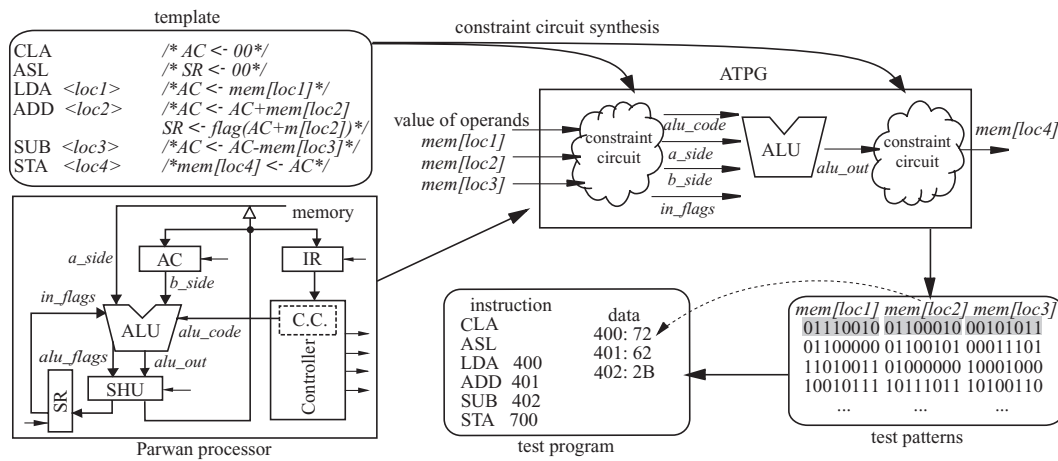 template
CLA /* AC <- 00*/
ASL /* SR <- 00*/
LDA <loc1> /*AC <- mem[loc1]*/
ADD <loc2> /*AC <- AC+mem[loc2]
SR <- flag(AC+m[loc2])*/
SUB <loc3> /*AC <- AC-mem[loc3]*/
STA <loc4> /*mem[loc4] <- AC*/
constraint circuit synthesis
ATPG
value of operands
mem[loc1]
mem[loc2]
mem[loc3]
constraint
circuit
alu_code
a_side
b_side
in_flags
ALU
alu_out
constraint
circuit
mem[loc4]
memory
a_side
AC
IR
b_side
in_flags
ALU
alu_code
C.C.
alu_flags
alu_out
SHU
SR
Controller
Parwan processor
instruction
CLA
ASL
LDA 400
ADD 401
SUB 402
STA 700
data
400: 72
401: 62
402: 2B
test program
mem[loc1] mem[loc2] mem[loc3]
01110010 01100010 00101011
01100000 01100101 00011101
11010011 01000000 10001000
10010111 10111011 10100110
... ... ...
test patterns